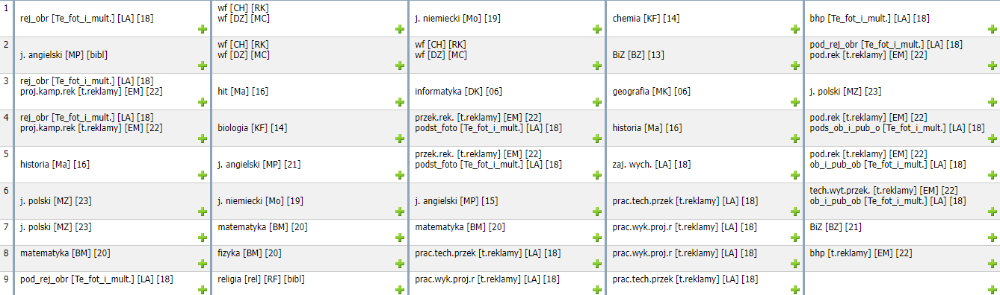 1
rej_obr [Te_fot_i_mult.] [LA] [18]
wf [CH] [RK]
wf [DZ] [MC]
j. niemiecki [Mo] [19]
chemia [KF] [14]
bhp [Te_fot_i_mult.] [LA] [18]
2
j. angielski [MP] [bibl]
wf [CH] [RK]
wf [DZ] [MC]
wf [CH] [RK]
wf [DZ] [MC]
BiZ [BZ] [13]
pod_rej_obr [Te_fot_i_mult.] [LA] [18]
pod.rek [t.reklamy] [EM] [22]
3
rej_obr [Te_fot_i_mult.] [LA] [18]
proj.kamp.rek [t.reklamy] [EM] [22]
hit [Ma] [16]
informatyka [DK] [06]
geografia [MK] [06]
j. polski [MZ] [23]
4
rej_obr [Te_fot_i_mult.] [LA] [18]
proj.kamp.rek [t.reklamy] [EM] [22]
biologia [KF] [14]
przek.rek. [t.reklamy] [EM] [22]
podst_foto [Te_fot_i_mult.] [LA] [18]
historia [Ma] [16]
pod.rek [t.reklamy] [EM] [22]
pods_ob_i_pub_o [Te_fot_i_mult.] [LA] [18]
5
historia [Ma] [16]
j. angielski [MP] [21]
przek.rek. [t.reklamy] [EM] [22]
podst_foto [Te_fot_i_mult.] [LA] [18]
zaj. wych. [LA] [18]
pod.rek [t.reklamy] [EM] [22]
ob_i_pub_ob [Te_fot_i_mult.] [LA] [18]
6
j. polski [MZ] [23]
j. niemiecki [Mo] [19]
j. angielski [MP] [15]
prac.tech.przek [t.reklamy] [LA] [18]
tech.wyt.przek. [t.reklamy] [EM] [22]
ob_i_pub_ob [Te_fot_i_mult.] [LA] [18]
7
j. polski [MZ] [23]
matematyka [BM] [20]
matematyka [BM] [20]
prac.wyk.proj.r [t.reklamy] [LA] [18]
BiZ [BZ] [21]
8
matematyka [BM] [20]
fizyka [BM] [20]
prac.tech.przek [t.reklamy] [LA] [18]
prac.wyk.proj.r [t.reklamy] [LA] [18]
bhp [t.reklamy] [EM] [22]
9
pod_rej_obr [Te_fot_i_mult.] [LA] [18]
religia [rel] [RF] [bibl]
prac.wyk.proj.r [t.reklamy] [LA] [18]
prac.tech.przek [t.reklamy] [LA] [18]